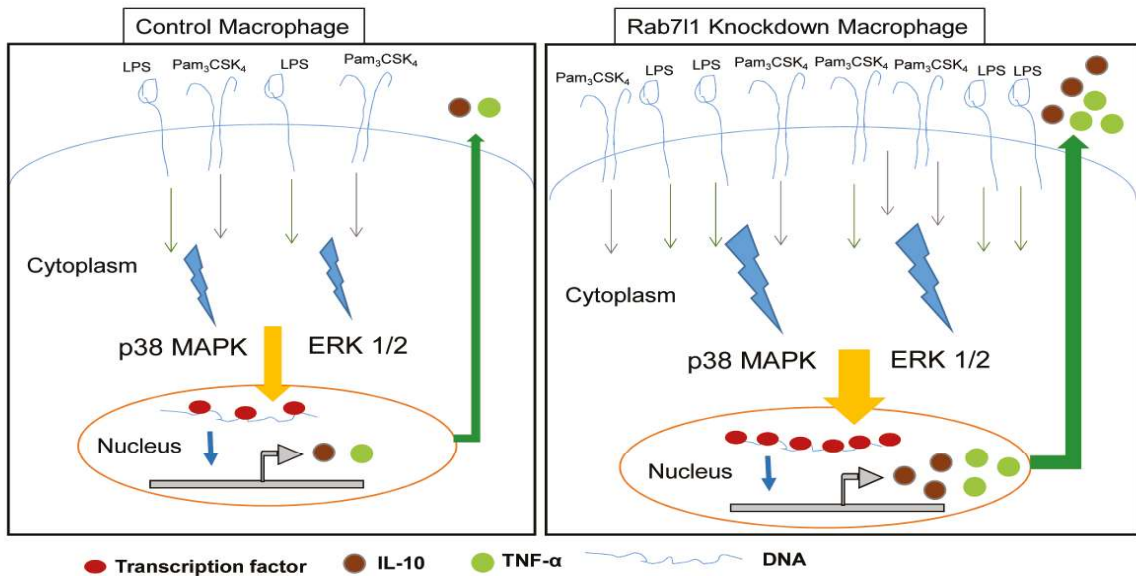 Control Macrophage
LPS
Pam₃CSK₄
LPS
Pam₃CSK₄
Cytoplasm
p38 MAPK
ERK 1/2
Nucleus
Rab7l1 Knockdown Macrophage
Pam₃CSK₄
LPS
LPS
Pam₃CSK₄
Pam₃CSK₄
Pam₃CSK₄
LPS
LPS
Cytoplasm
p38 MAPK
ERK 1/2
Nucleus
Transcription factor
IL-10
TNF-α
DNA